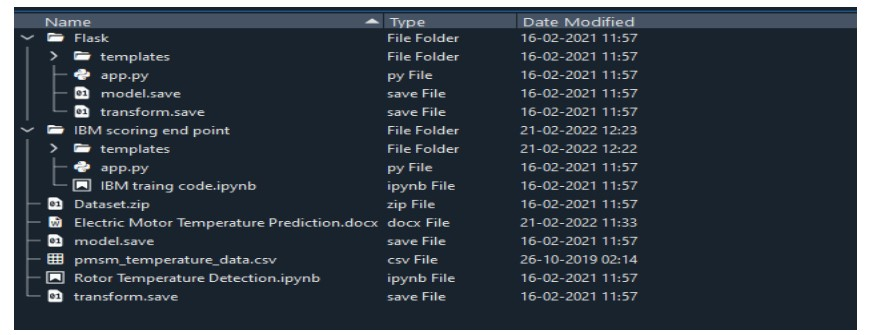 Name Type Date Modified
Flask File Folder 16-02-2021 11:57
templates File Folder 16-02-2021 11:57
app.py py File 16-02-2021 11:57
model.save save File 16-02-2021 11:57
transform.save save File 16-02-2021 11:57
IBM scoring end point File Folder 21-02-2022 12:23
templates File Folder 21-02-2022 12:22
app.py py File 16-02-2021 11:57
IBM traing code.ipynb ipynb File 16-02-2021 11:57
Dataset.zip zip File 16-02-2021 11:57
Electric Motor Temperature Prediction.docx docx File 21-02-2022 11:33
model.save save File 16-02-2021 11:57
pmsm_temperature_data.csv csv File 26-10-2019 02:14
Rotor Temperature Detection.ipynb ipynb File 16-02-2021 11:57
transform.save save File 16-02-2021 11:57